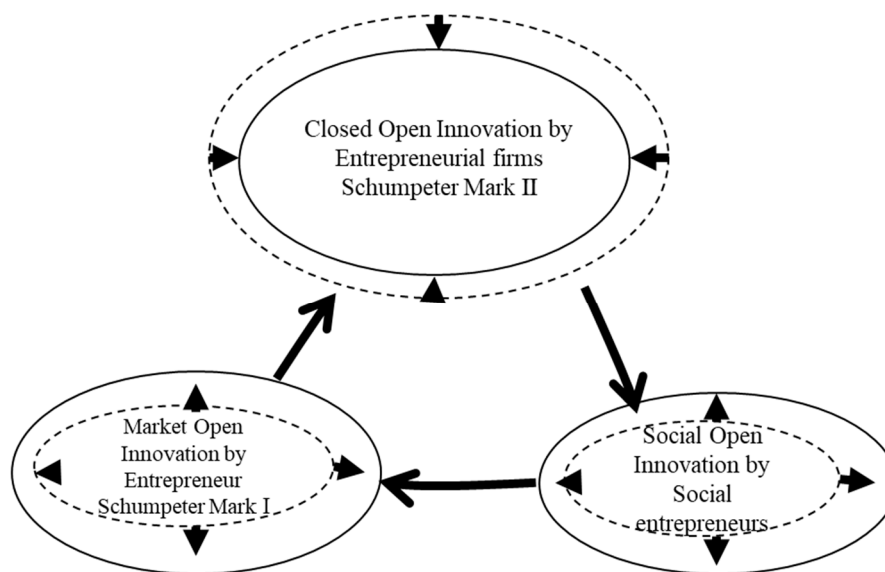 Closed Open Innovation by
Entrepreneurial firms
Schumpeter Mark II
Market Open
Innovation by
Entrepreneur
Schumpeter Mark I
Social Open
Innovation by
Social
entrepreneurs